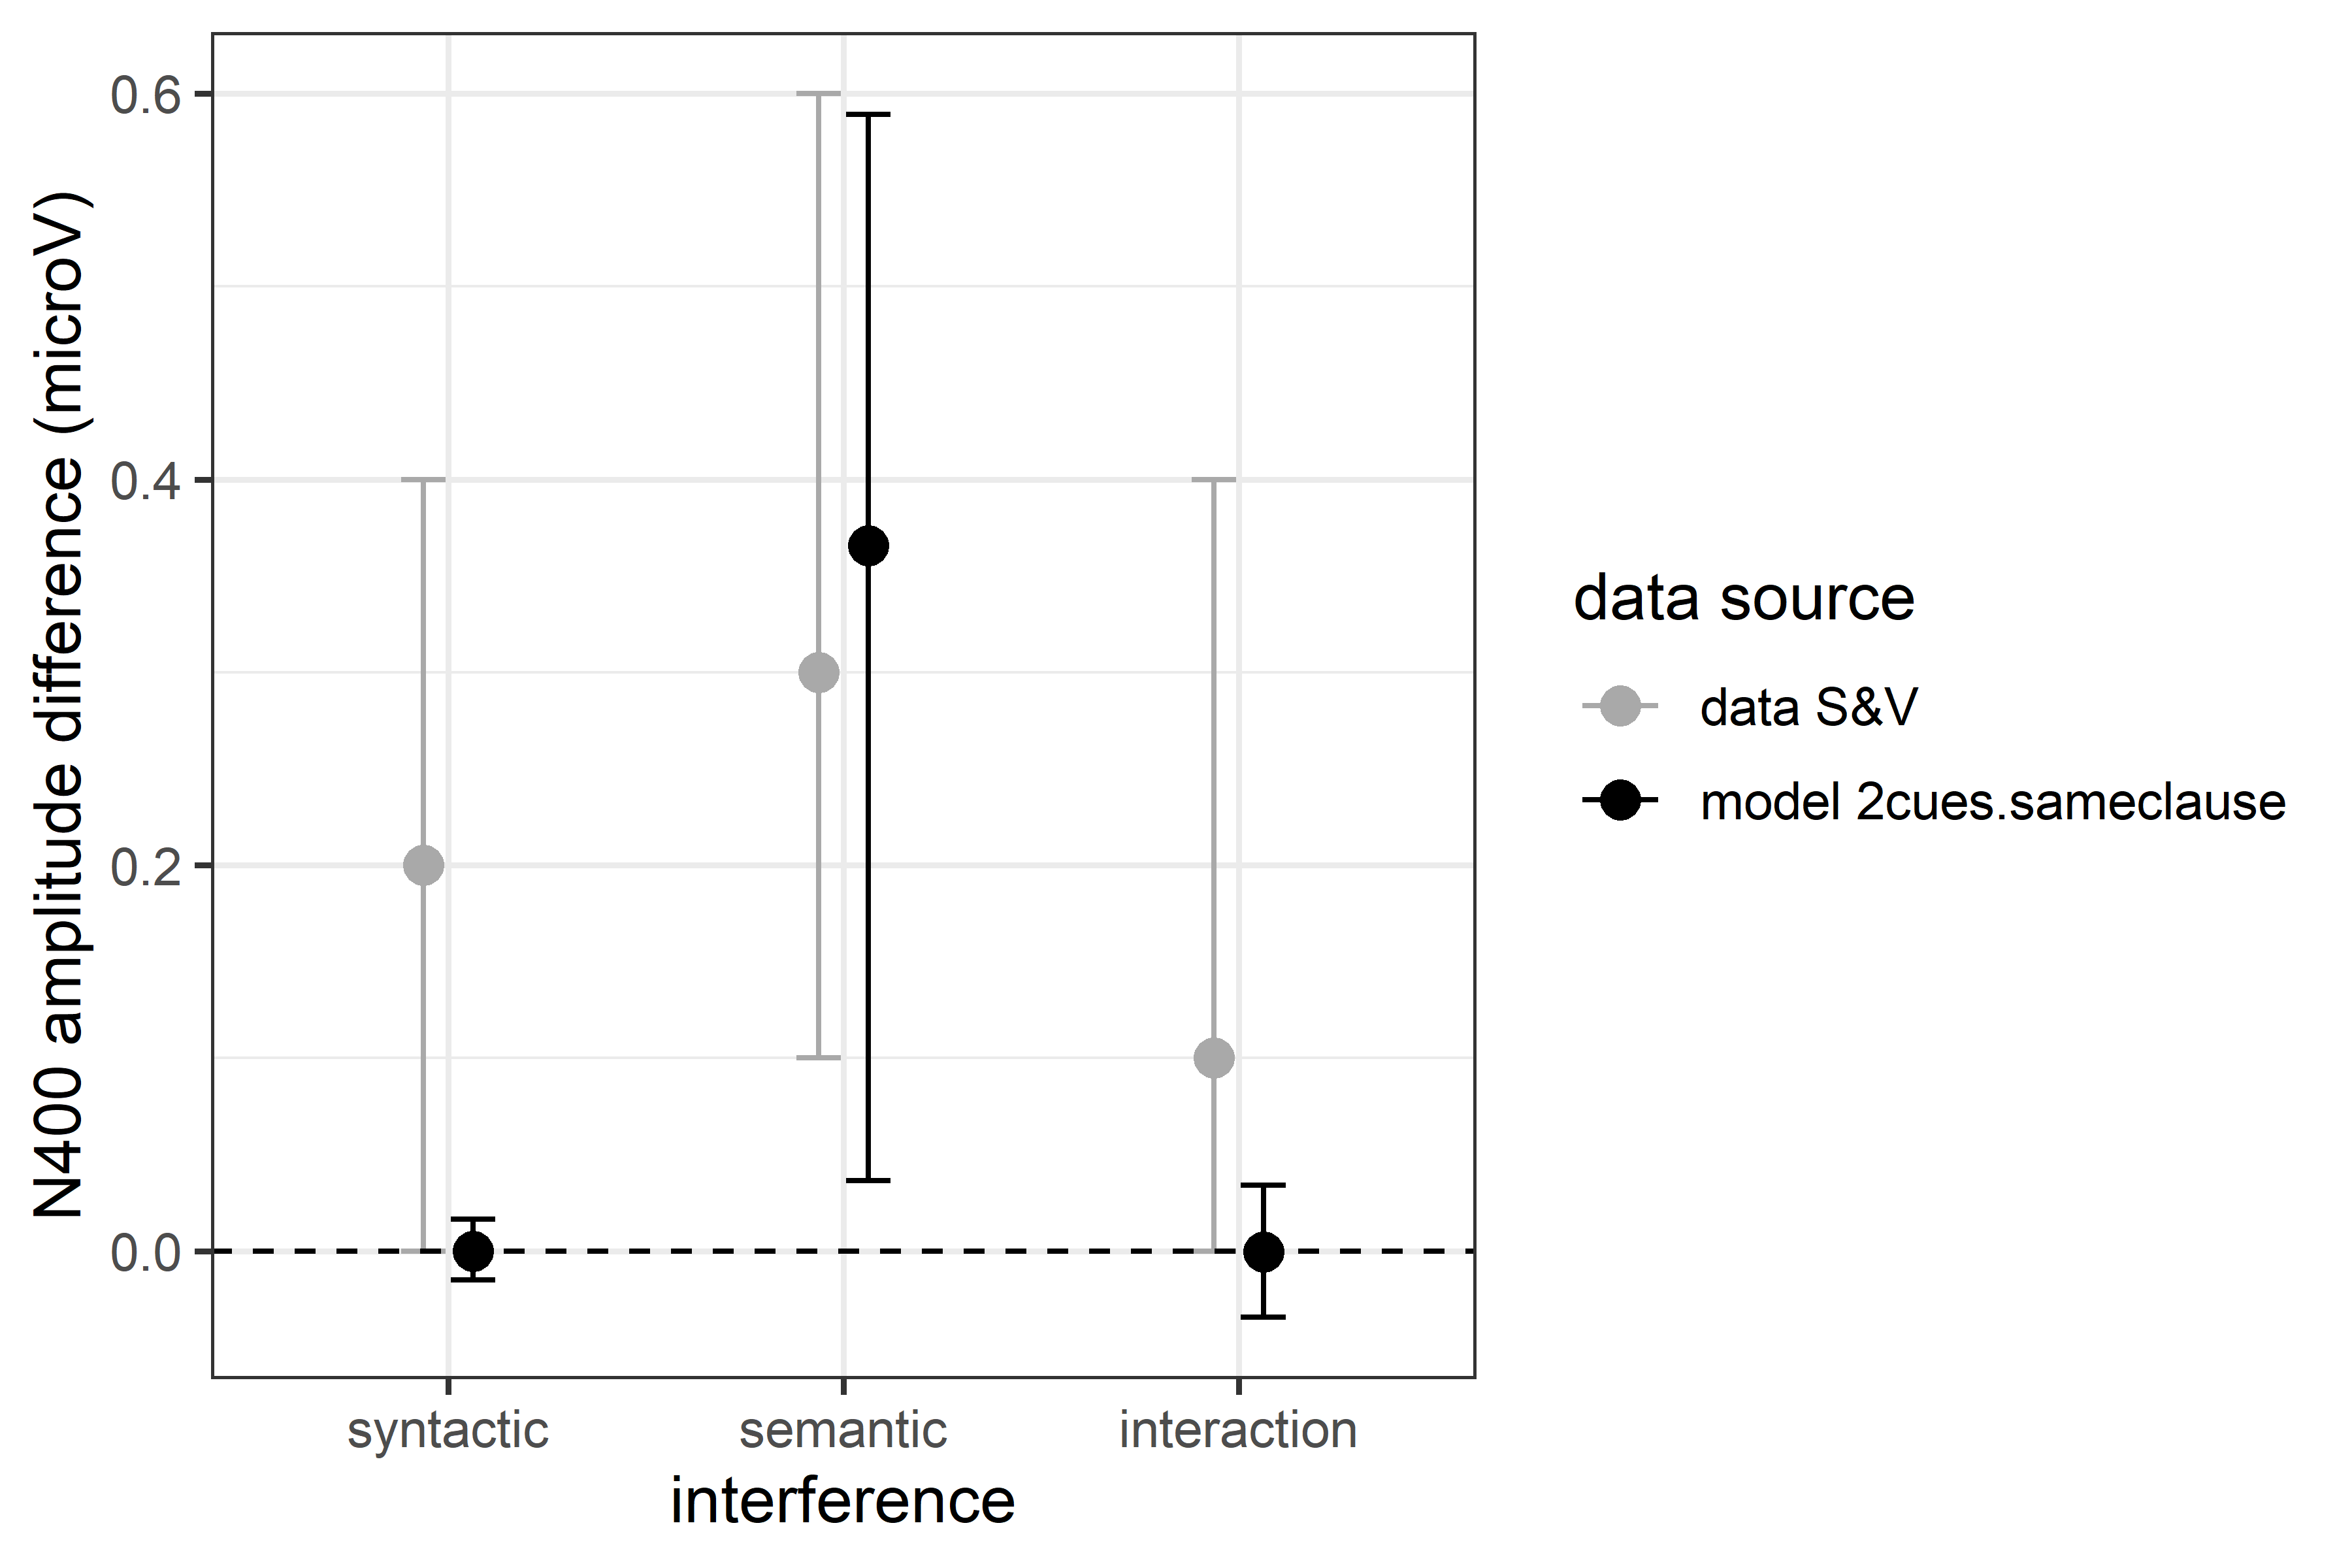 N400 amplitude difference (microV)
0.6
0.4
0.2
0.0
syntactic
semantic
interaction
interference
data source
data S&V
model 2cues.sameclause